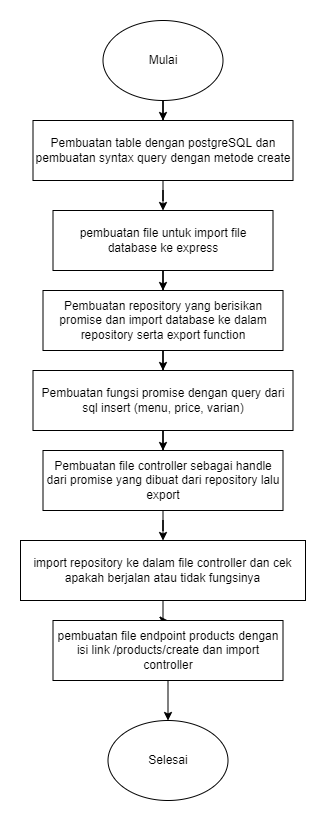 Mulai
Pembuatan table dengan postgreSQL dan
pembuatan syntax query dengan metode create
pembuatan file untuk import file
database ke express
Pembuatan repository yang berisikan
promise dan import database ke dalam
repository serta export function
Pembuatan fungsi promise dengan query dari
sql insert (menu, price, varian)
Pembuatan file controller sebagai handle
dari promise yang dibuat dari repository lalu
export
import repository ke dalam file controller dan cek
apakah berjalan atau tidak fungsinya
pembuatan file endpoint products dengan
isi link /products/create dan import
controller
Selesai